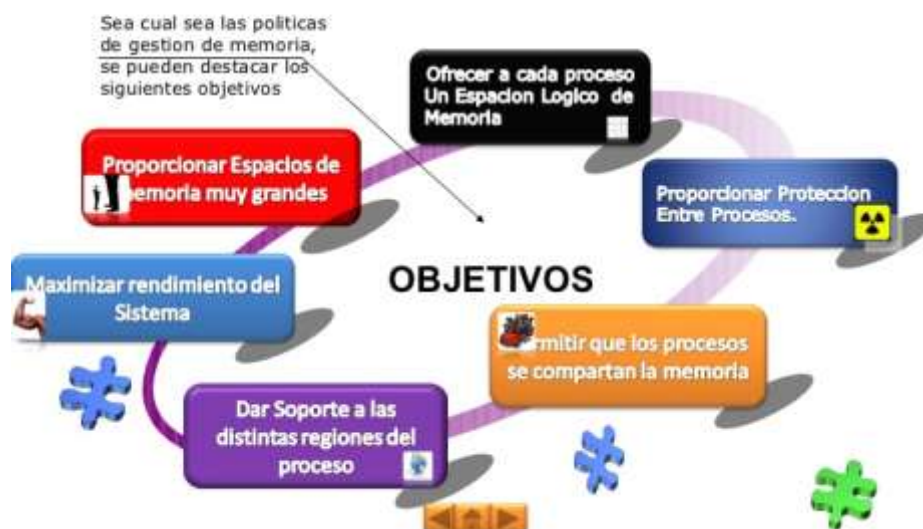 Sea cual sea las politicas
de gestion de memoria,
se pueden destacar los
siguientes objetivos
Ofrecer a cada proceso
Un Espacion Logico de
Memoria
Proporcionar Proteccion
Entre Procesos.
rmitir que los procesos
se compartan la memoria
Dar Soporte a las
distintas regiones del
proceso
Maximizar rendimiento del
Sistema
Proporcionar Espacios de
emoria muy grandes
OBJETIVOS